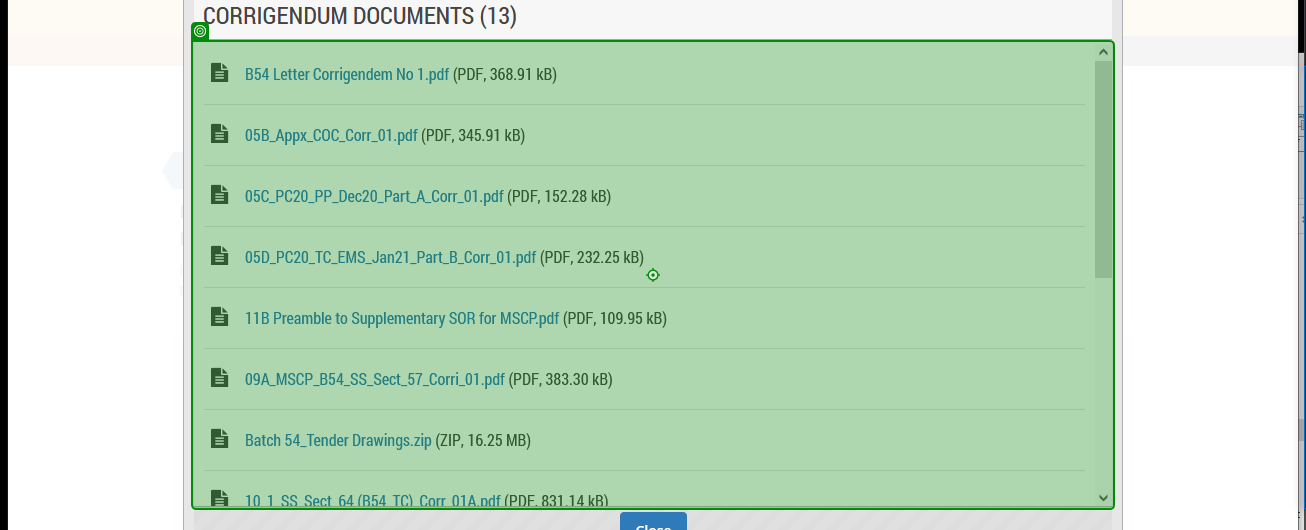 CORRIGENDUM DOCUMENTS (13)
B54 Letter Corrigendem No 1.pdf (PDF, 368.91 kB)
05B_Appx_COC_Corr_01.pdf (PDF, 345.91 kB)
05C_PC20_PP_Dec20_Part_A_Corr_01.pdf (PDF, 152.28 kB)
05D_PC20_TC_EMS_Jan21_Part_B_Corr_01.pdf (PDF, 232.25 kB)
11B Preamble to Supplementary SOR for MSCP.pdf (PDF, 109.95 kB)
09A_MSCP_B54_SS_Sect_57_Corri_01.pdf (PDF, 383.30 kB)
Batch 54_Tender Drawings.zip (ZIP, 16.25 MB)
10_1_SS_Sect_64 (B54_TC)_Corr_01A.pdf (PDF, 831.14 kB)
Close